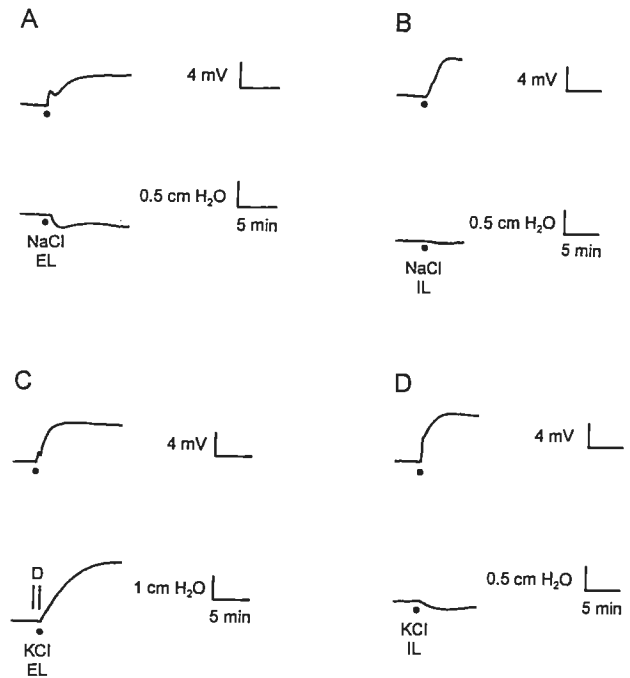 A
4 mV
0.5 cm H₂O
5 min
NaCl
EL
B
4 mV
0.5 cm H₂O
5 min
NaCl
IL
C
4 mV
D
1 cm H₂O
5 min
KCl
EL
D
4 mV
0.5 cm H₂O
5 min
KCl
IL